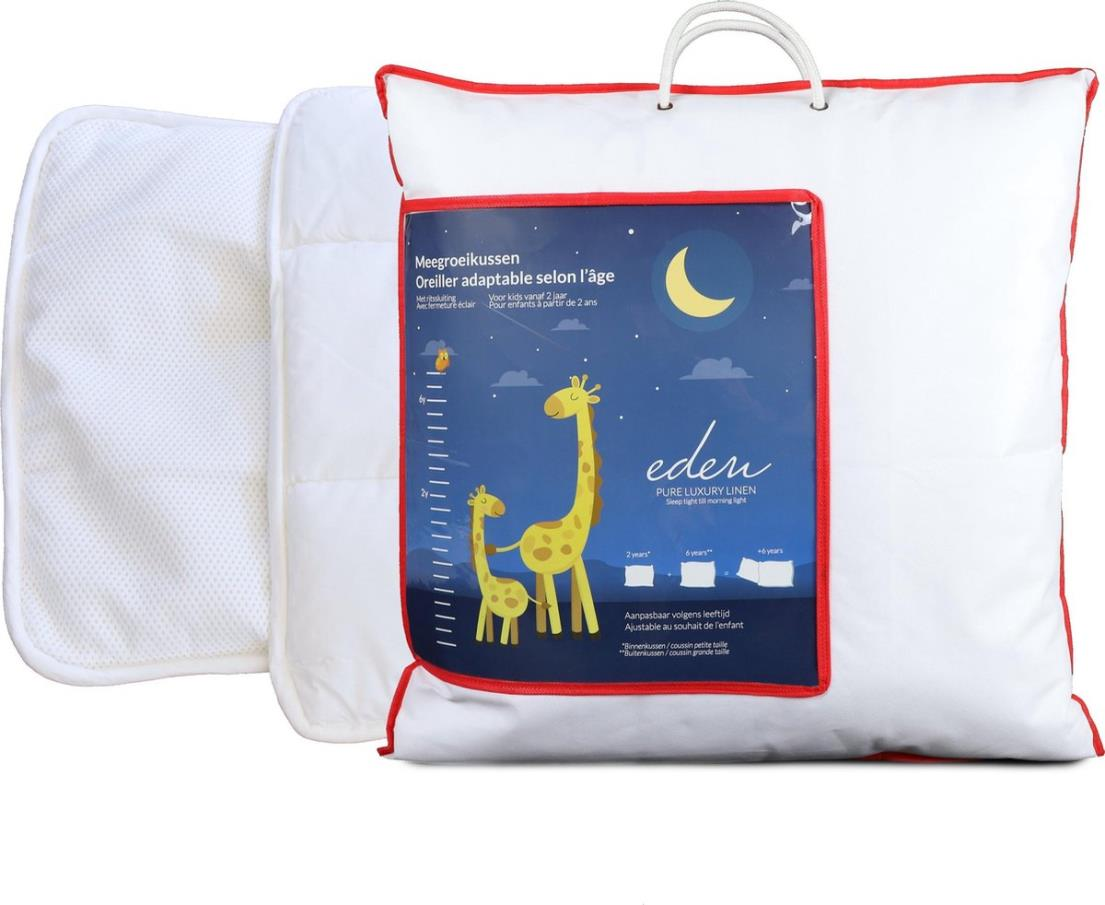 Meegroeikussen
Oreiller adaptable selon l'âge
Met ritssluiting
Avec fermeture éclair
Voor kids vanaf 2 jaar
Pour enfants à partir de 2 ans
6y
2y
eden
PURE LUXURY LINEN
Sleep tight till morning light
2 years* 6 years** +6 years
+ =
Aanpasbaar volgens leeftijd
Ajustable au souhait de l'enfant
*Binnenkussen / coussin petite taille
**Buitenkussen / coussin grande taille